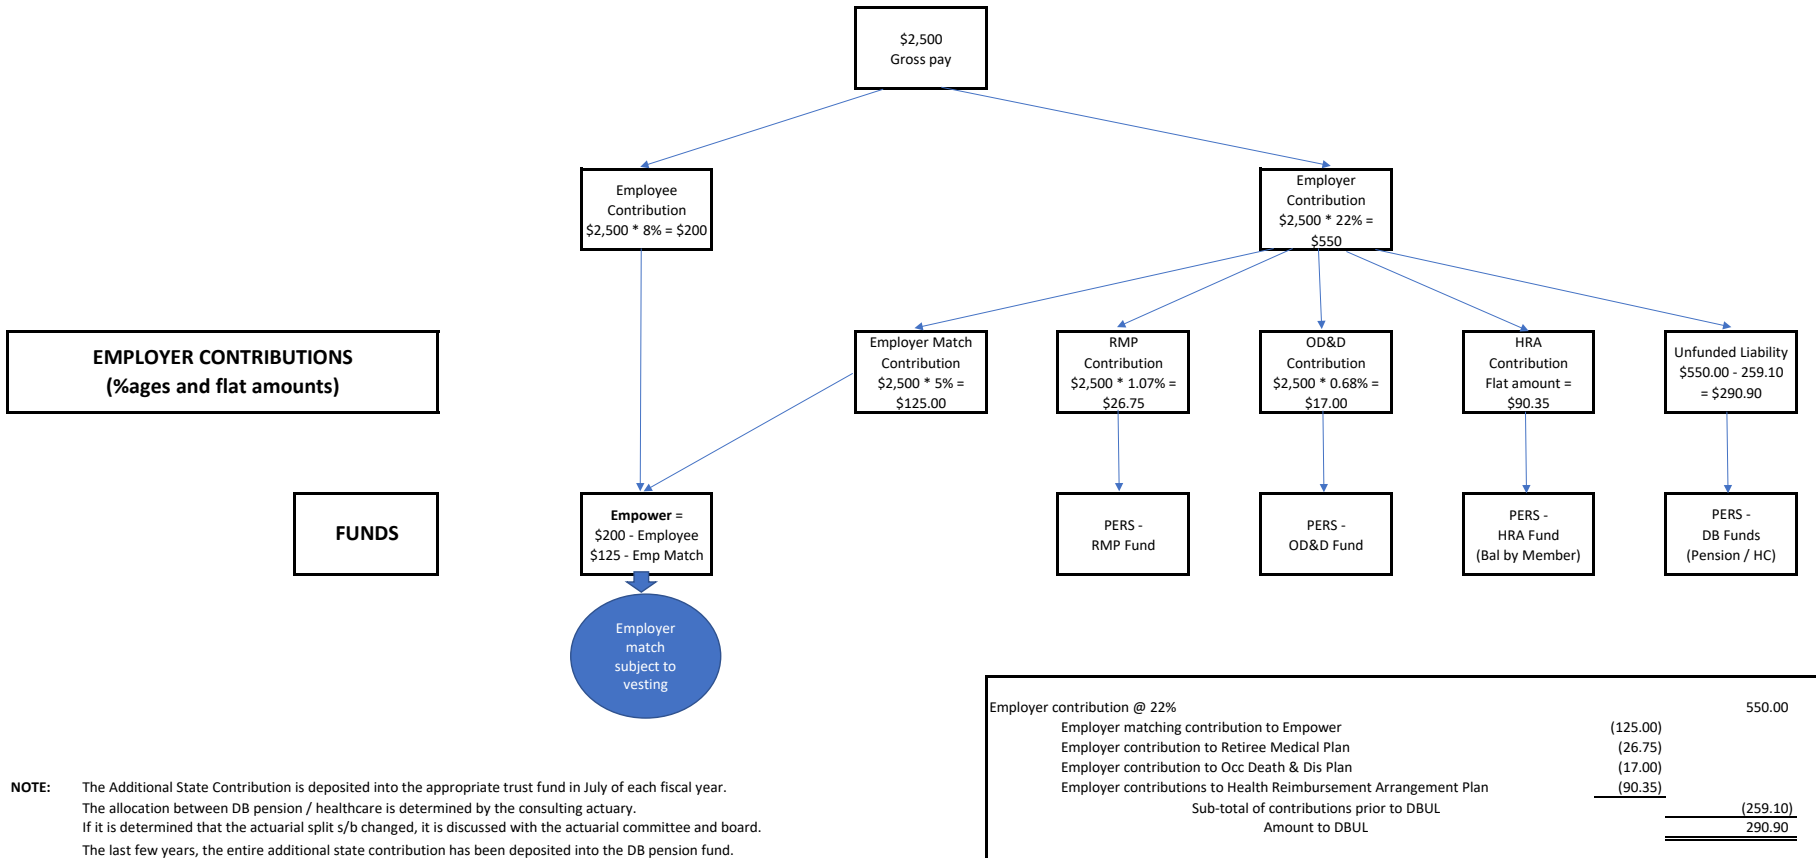 $2,500
Gross pay
Employee
Contribution
$2,500 * 8% = $200
Employer
Contribution
$2,500 * 22% =
$550
EMPLOYER CONTRIBUTIONS
(%ages and flat amounts)
Employer Match
Contribution
$2,500 * 5% =
$125.00
RMP
Contribution
$2,500 * 1.07% =
$26.75
OD&D
Contribution
$2,500 * 0.68% =
$17.00
HRA
Contribution
Flat amount =
$90.35
Unfunded Liability
$550.00 - 259.10
= $290.90
FUNDS
Empower =
$200 - Employee
$125 - Emp Match
PERS -
RMP Fund
PERS -
OD&D Fund
PERS -
HRA Fund
(Bal by Member)
PERS -
DB Funds
(Pension / HC)
Employer
match
subject to
vesting
Employer contribution @ 22% 550.00
Employer matching contribution to Empower (125.00)
Employer contribution to Retiree Medical Plan (26.75)
Employer contribution to Occ Death & Dis Plan (17.00)
Employer contributions to Health Reimbursement Arrangement Plan (90.35)
Sub-total of contributions prior to DBUL (259.10)
Amount to DBUL 290.90
NOTE: The Additional State Contribution is deposited into the appropriate trust fund in July of each fiscal year.
The allocation between DB pension / healthcare is determined by the consulting actuary.
If it is determined that the actuarial split s/b changed, it is discussed with the actuarial committee and board.
The last few years, the entire additional state contribution has been deposited into the DB pension fund.